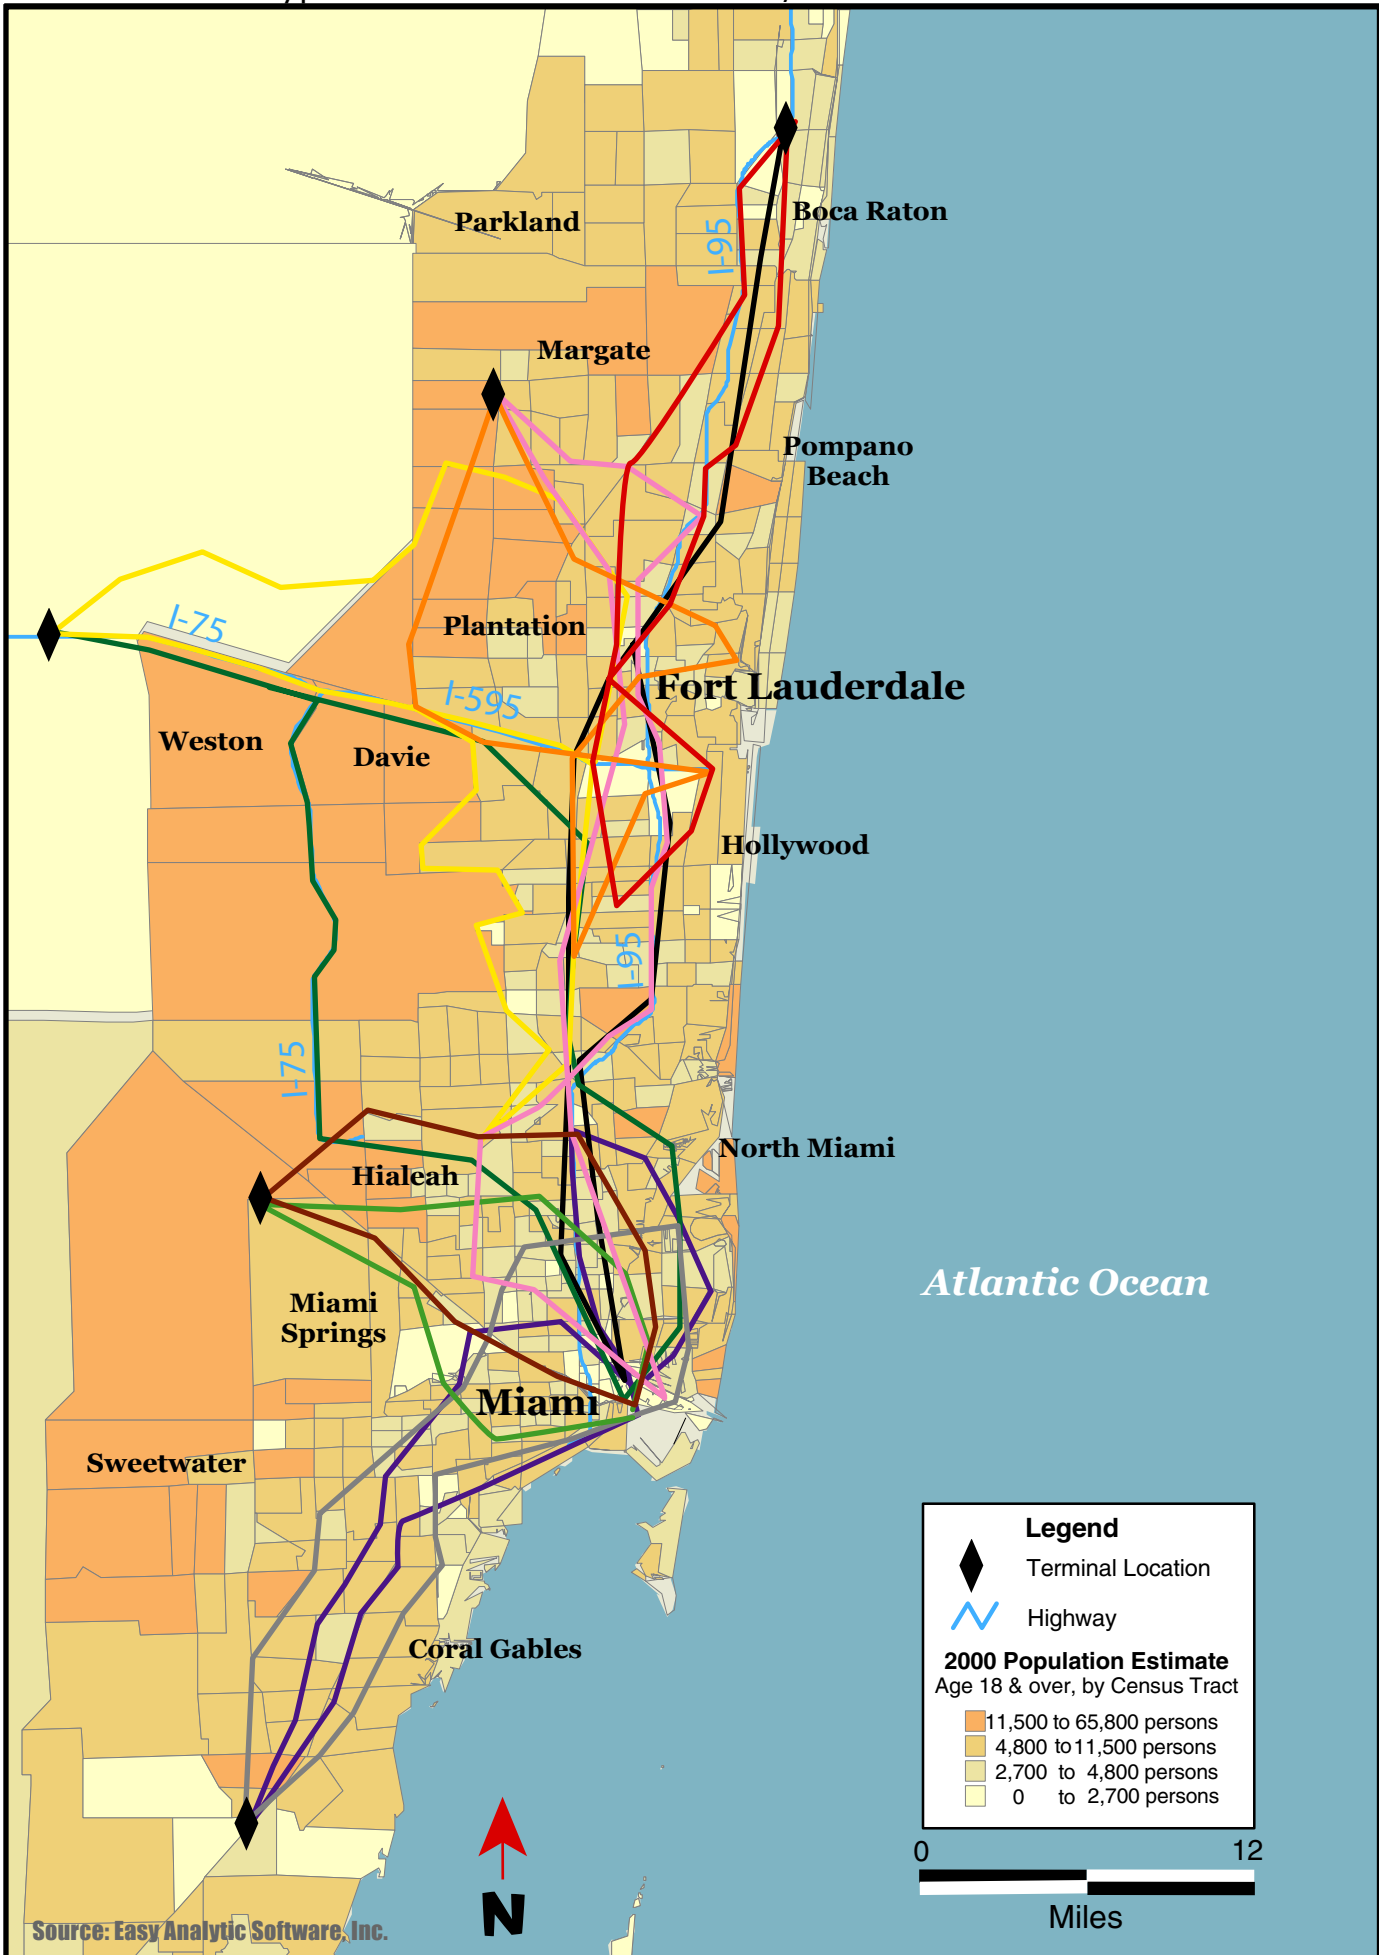 Parkland
Boca Raton
I-95
Margate
Pompano
Beach
I-75
Plantation
Fort Lauderdale
I-595
Weston
Davie
Hollywood
I-95
I-75
North Miami
Hialeah
Atlantic Ocean
Miami
Springs
Miami
Sweetwater
Coral Gables
Legend
Terminal Location
Highway
2000 Population Estimate
Age 18 & over, by Census Tract
11,500 to 65,800 persons
4,800 to 11,500 persons
2,700 to 4,800 persons
0 to 2,700 persons
0 12
Miles
N
Source: Easy Analytic Software, Inc.